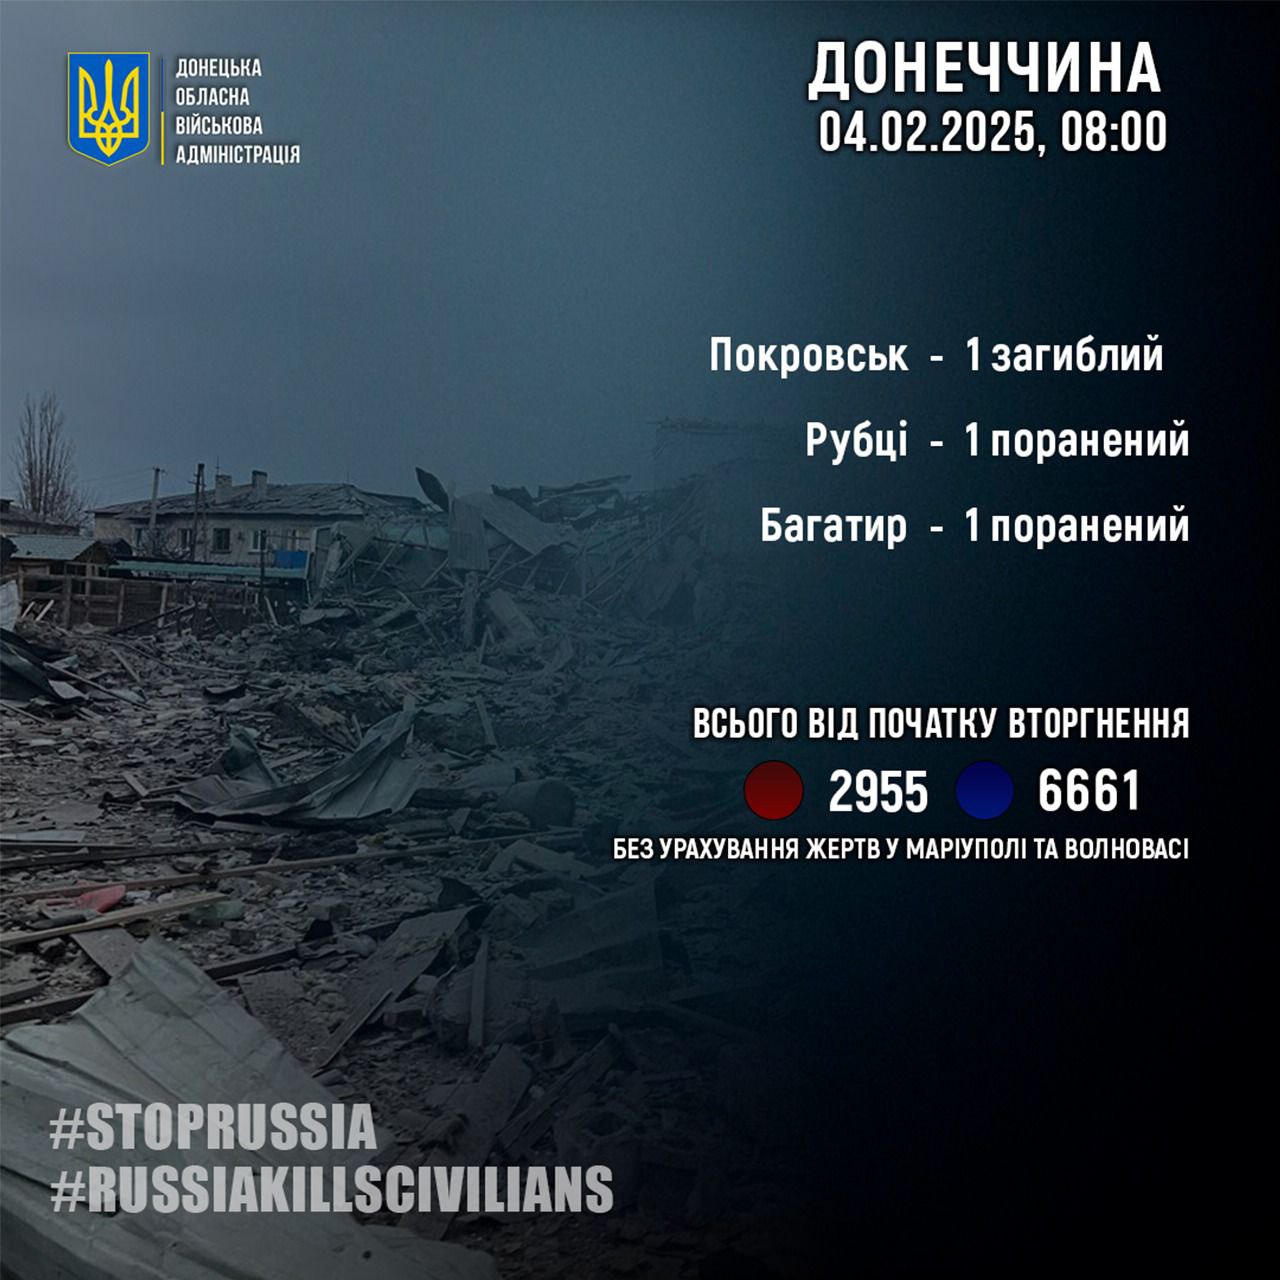 ДОНЕЦЬКА
ОБЛАСНА
ВІЙСЬКОВА
АДМІНІСТРАЦІЯ
ДОНЕЧЧИНА
04.02.2025, 08:00
Покровськ - 1 загиблий
Рубці - 1 поранений
Багатир - 1 поранений
ВСЬОГО ВІД ПОЧАТКУ ВТОРГНЕННЯ
2955 6661
БЕЗ УРАХУВАННЯ ЖЕРТВ У МАРІУПОЛІ ТА ВОЛНОВАСІ
#STOPRUSSIA
#RUSSIAKILLSCIVILIANS